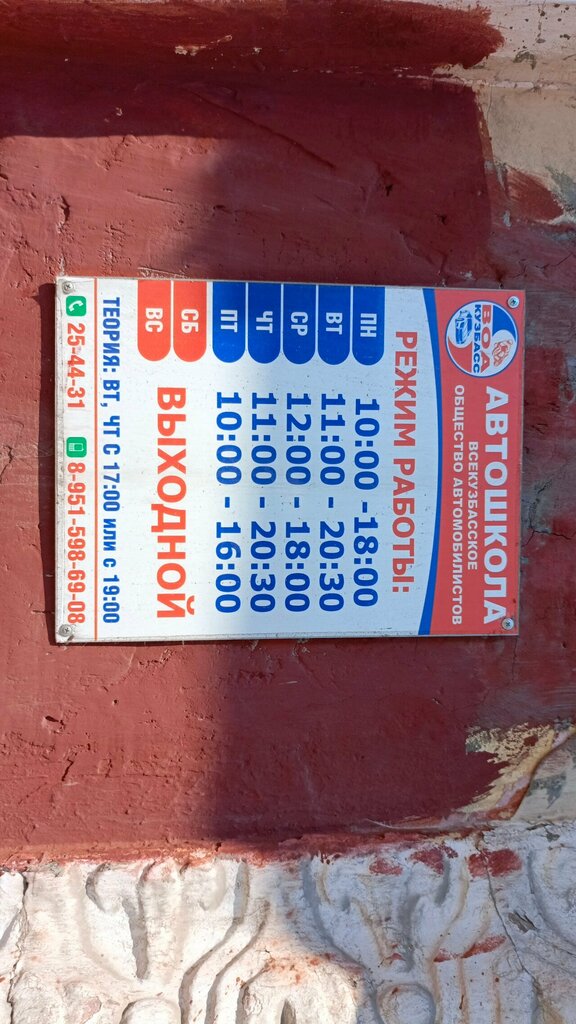 ВОА
КУЗБАСС
АВТОШКОЛА
ВСЕКУЗБАССКОЕ
ОБЩЕСТВО АВТОМОБИЛИСТОВ
РЕЖИМ РАБОТЫ:
ПН 10:00 -18:00
ВТ 11:00 - 20:30
СР 12:00 - 18:00
ЧТ 11:00 - 20:30
ПТ 10:00 - 16:00
СБ
ВС
ВЫХОДНОЙ
ТЕОРИЯ: ВТ, ЧТ С 17:00 ИЛИ С 19:00
25-44-31 8-951-598-69-08